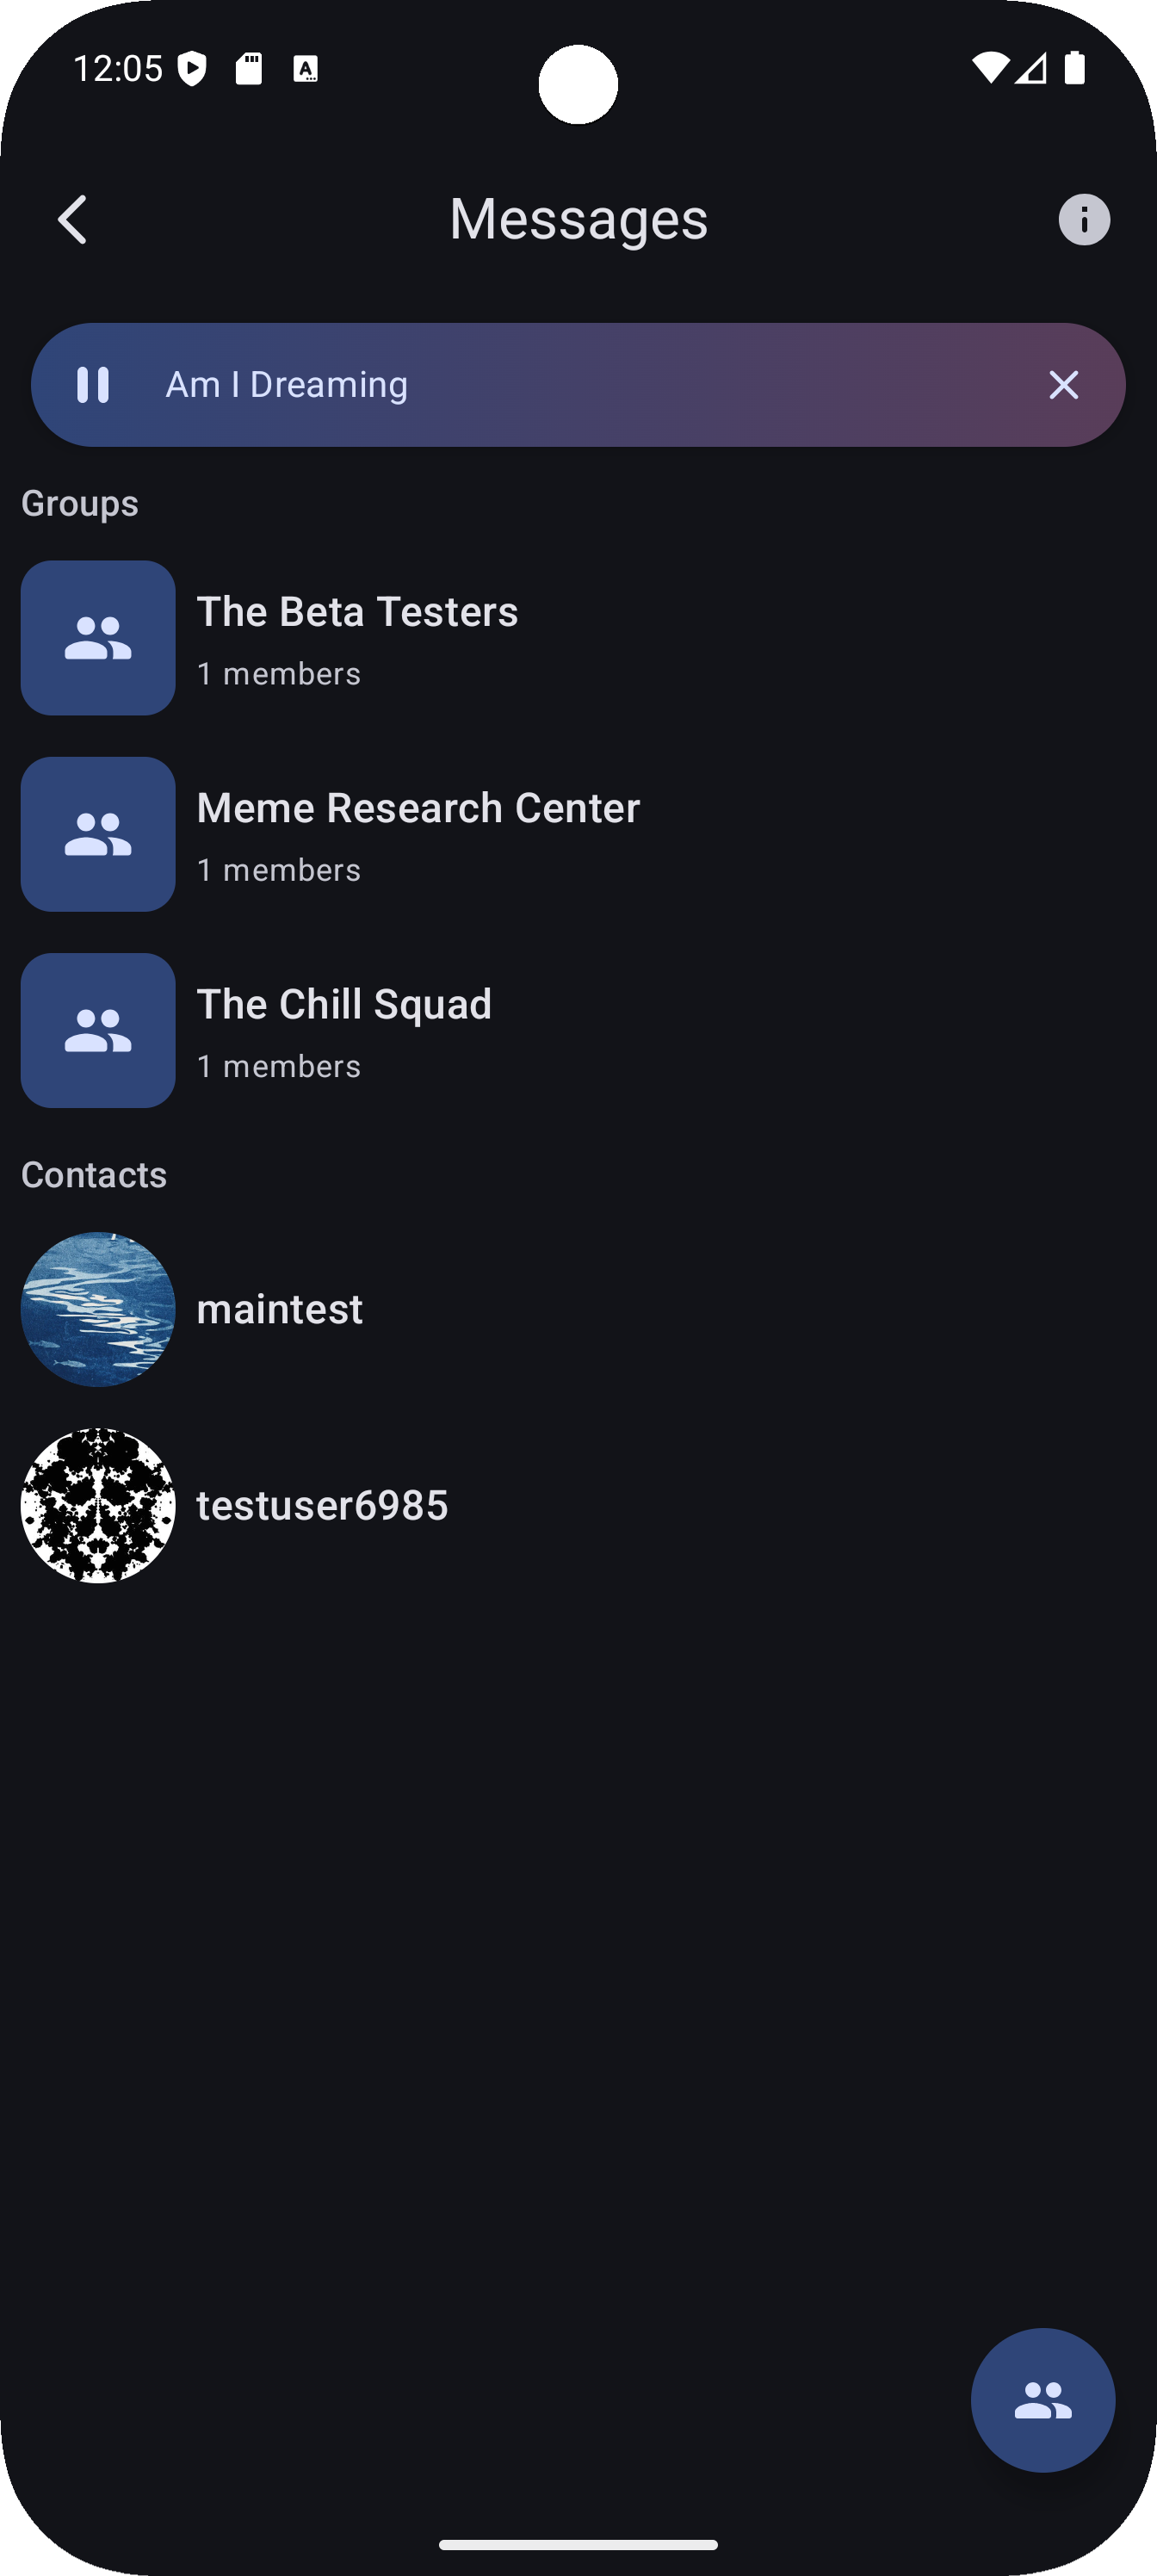 12:05
Messages
Am I Dreaming
Groups
The Beta Testers
1 members
Meme Research Center
1 members
The Chill Squad
1 members
Contacts
maintest
testuser6985